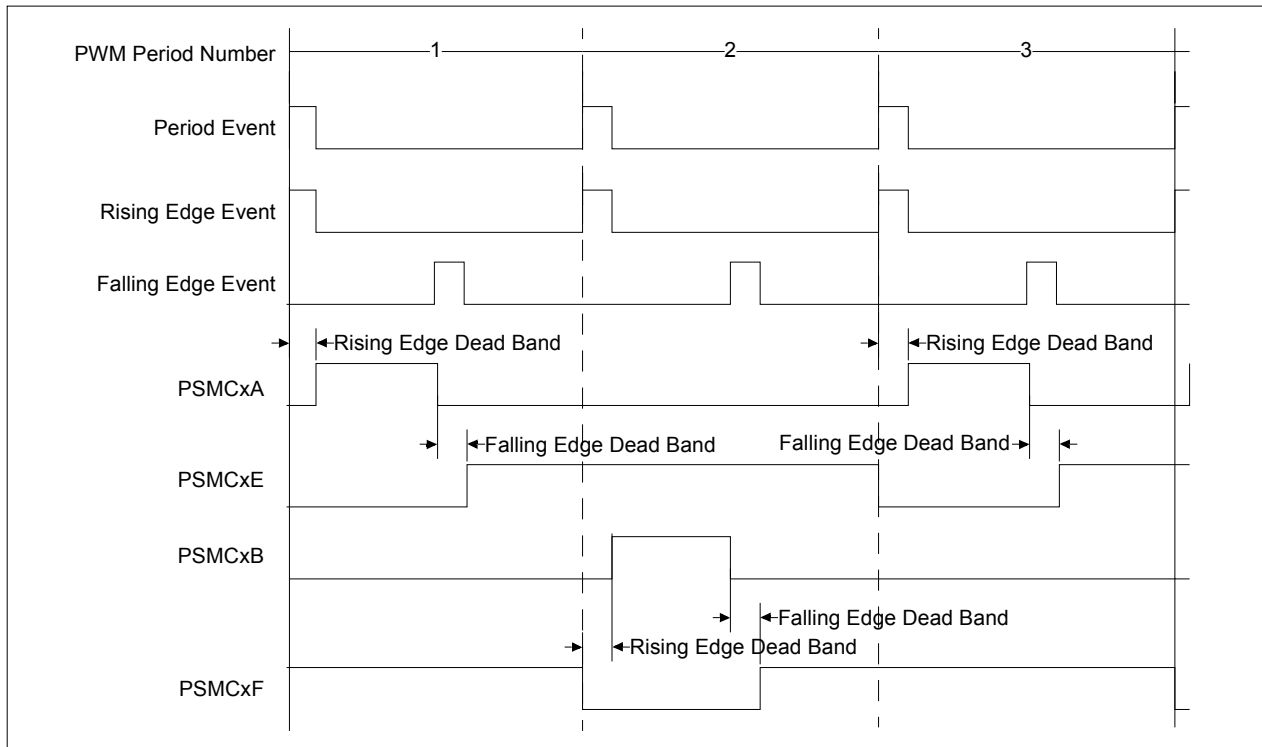 PWM Period Number 1 2 3
Period Event
Rising Edge Event
Falling Edge Event
Rising Edge Dead Band Rising Edge Dead Band
PSMCxA
Falling Edge Dead Band Falling Edge Dead Band
PSMCxE
PSMCxB
Falling Edge Dead Band
Rising Edge Dead Band
PSMCxF